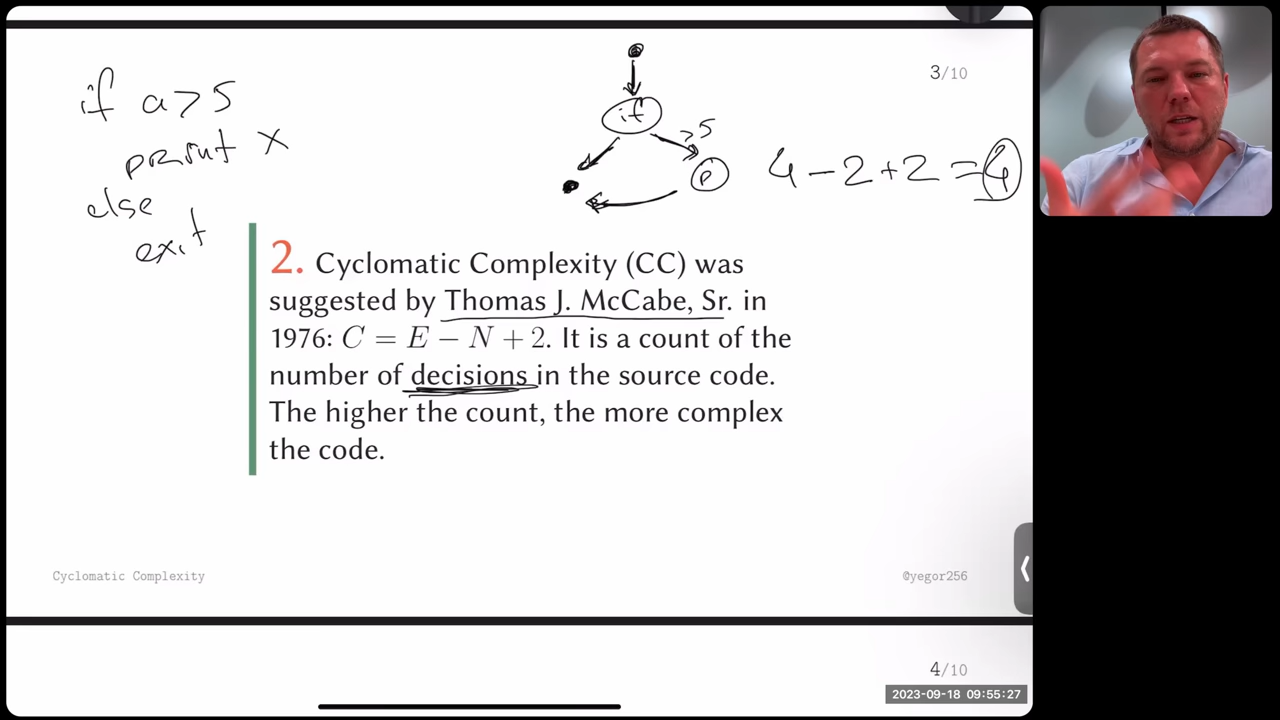 3/10
if a > 5
print x
else
exit
if
>5
P
4 - 2 + 2 = 4
2. Cyclomatic Complexity (CC) was
suggested by Thomas J. McCabe, Sr. in
1976: C = E − N + 2. It is a count of the
number of decisions in the source code.
The higher the count, the more complex
the code.
Cyclomatic Complexity
@yegor256
4/10
2023-09-18 09:55:27